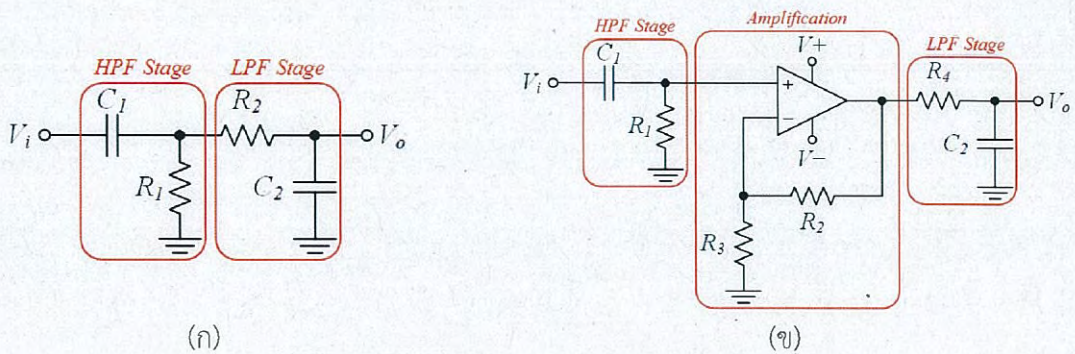 HPF Stage LPF Stage
C1 R2
Vi Vo
R1 C2
(ก)
Amplification
HPF Stage LPF Stage
C1 V+ R4
Vi + Vo
R1 − V− C2
R2
R3
(ข)